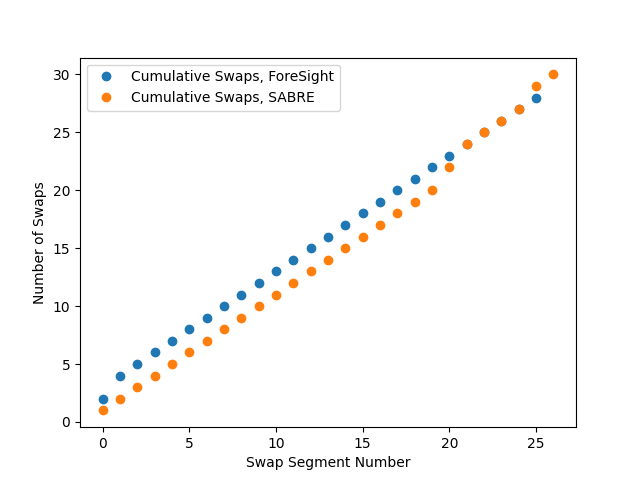 Cumulative Swaps, ForeSight
Cumulative Swaps, SABRE
30
25
20
15
10
5
0
Number of Swaps
0 5 10 15 20 25
Swap Segment Number